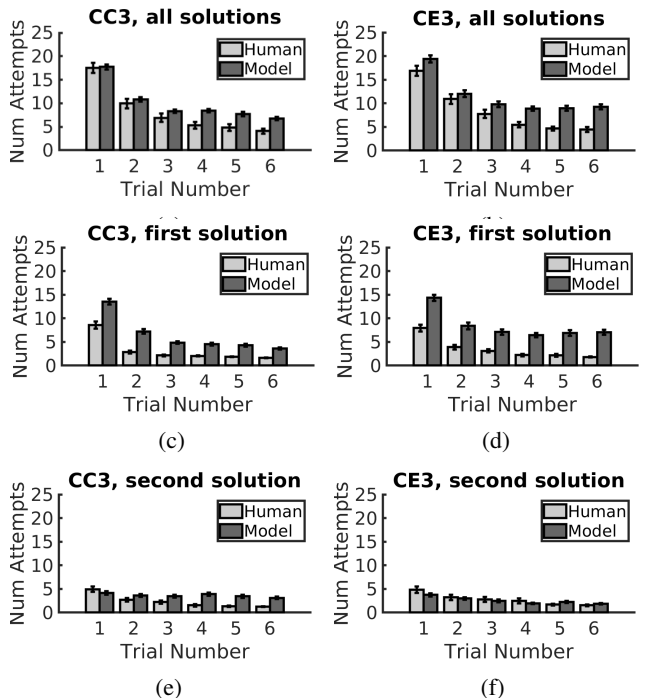 CC3, all solutions
Num Attempts
25
20
15
10
5
0
Human
Model
1 2 3 4 5 6
Trial Number
CE3, all solutions
Num Attempts
25
20
15
10
5
0
Human
Model
1 2 3 4 5 6
Trial Number
CC3, first solution
Num Attempts
25
20
15
10
5
0
Human
Model
1 2 3 4 5 6
Trial Number
(c)
CE3, first solution
Num Attempts
25
20
15
10
5
0
Human
Model
1 2 3 4 5 6
Trial Number
(d)
CC3, second solution
Num Attempts
25
20
15
10
5
0
Human
Model
1 2 3 4 5 6
Trial Number
(e)
CE3, second solution
Num Attempts
25
20
15
10
5
0
Human
Model
1 2 3 4 5 6
Trial Number
(f)